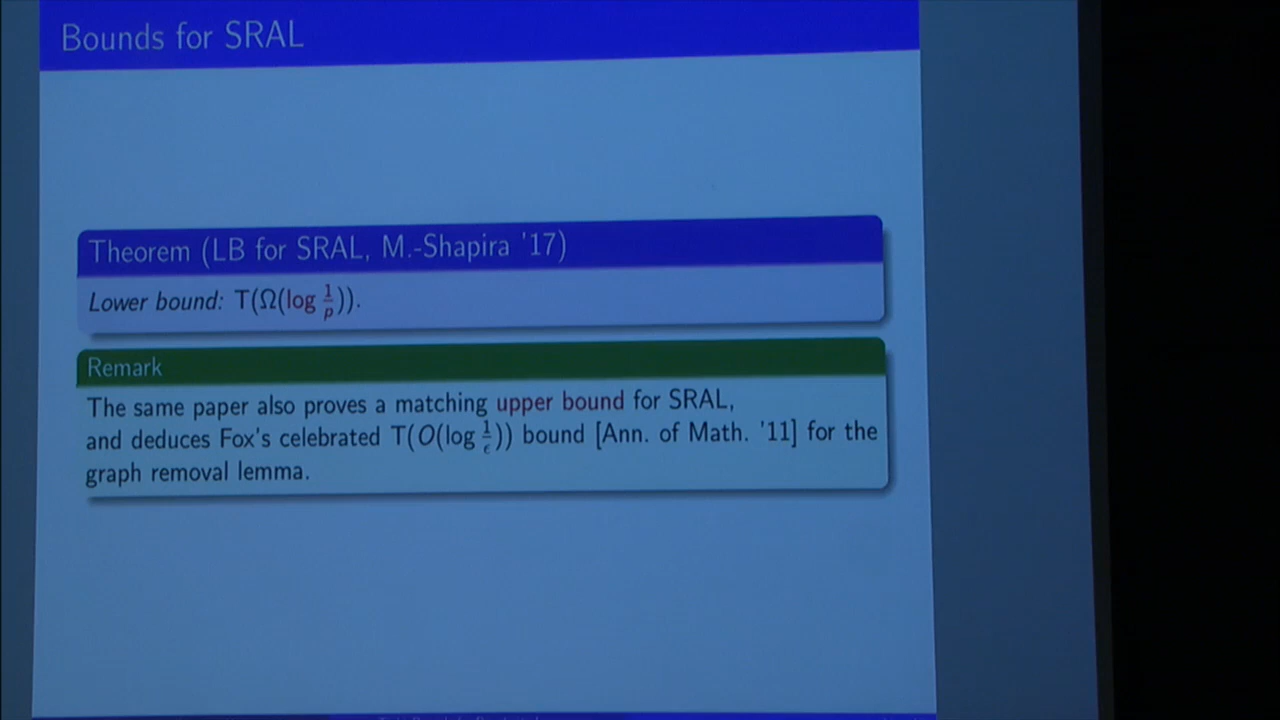 Bounds for SRAL
Theorem (LB for SRAL, M.-Shapira '17)
Lower bound: T(Ω(log 1/p)).
Remark
The same paper also proves a matching upper bound for SRAL,
and deduces Fox's celebrated T(O(log 1/ϵ)) bound [Ann. of Math. '11] for the
graph removal lemma.